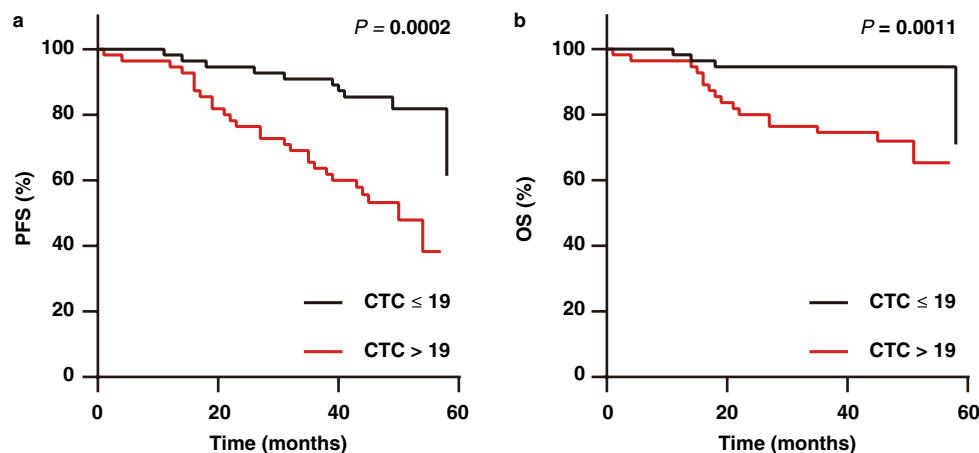 a
P = 0.0002
100
80
60
40
20
0
PFS (%)
CTC ≤ 19
CTC > 19
0 20 40 60
Time (months)
b
P = 0.0011
100
80
60
40
20
0
OS (%)
CTC ≤ 19
CTC > 19
0 20 40 60
Time (months)